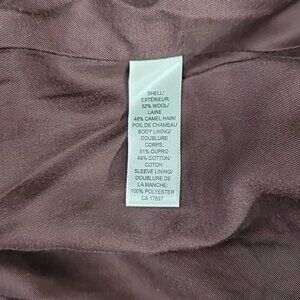 SHELL/
EXTÉRIEUR:
52% WOOL/
LAINE
48% CAMEL HAIR/
POIL DE CHAMEAU
BODY LINING/
DOUBLURE
CORPS:
51% CUPRO
49% COTTON/
COTON
SLEEVE LINING/
DOUBLURE DE
LA MANCHE:
100% POLYESTER
CA 17897